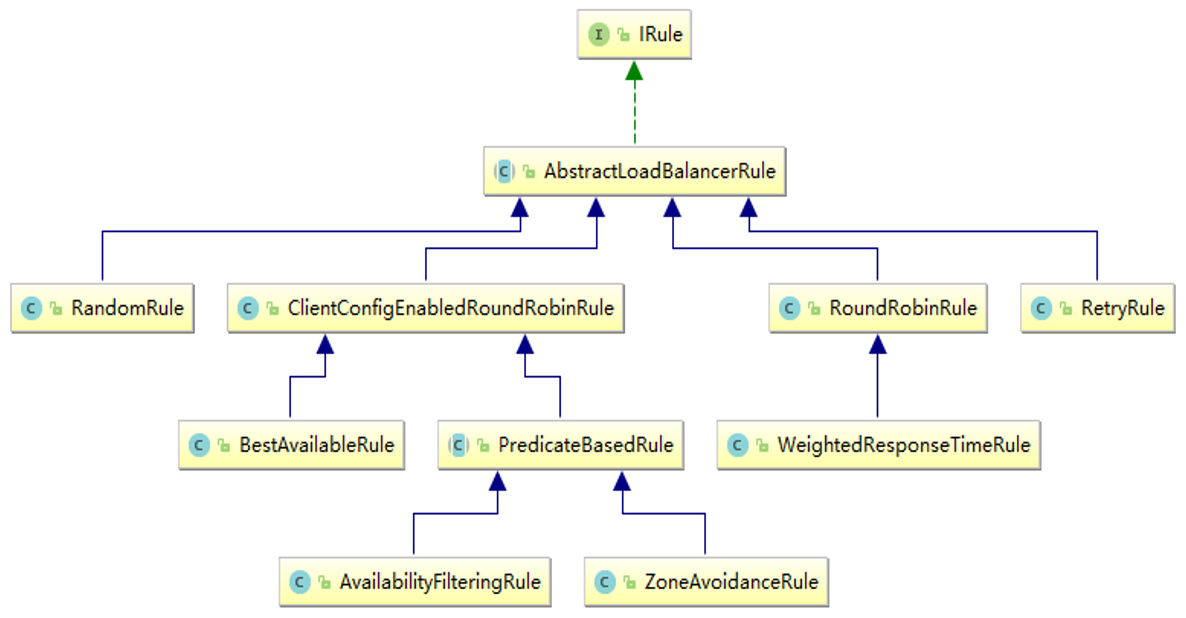 I IRule
C AbstractLoadBalancerRule
C RandomRule
C ClientConfigEnabledRoundRobinRule
C RoundRobinRule
C RetryRule
C BestAvailableRule
C PredicateBasedRule
C WeightedResponseTimeRule
C AvailabilityFilteringRule
C ZoneAvoidanceRule